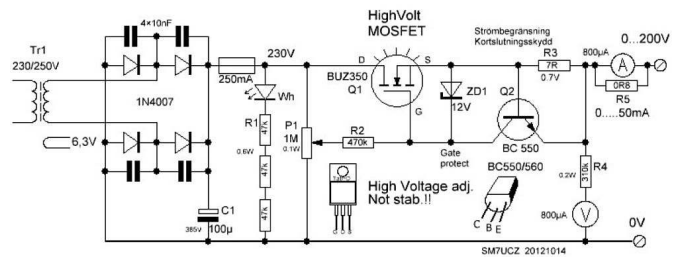 HighVolt
MOSFET
Tr1
230/250V
4×10nF
1N4007
6,3V
250mA
230V
Wh
R1
0.6W
47k
47k
47k
P1
1M
0.1W
R2
470k
D
S
G
BUZ350
Q1
ZD1
12V
Gate
protect
Strömbegränsning
Kortslutningsskydd
Q2
BC 550
R3
7R
0.7V
800µA
A
0R8
R5
0....50mA
0...200V
R4
310k
0.2W
800µA
V
0V
C1
100µ
385V
High Voltage adj.
Not stab.!!
G D S
BC550/560
C B E
SM7UCZ 20121014